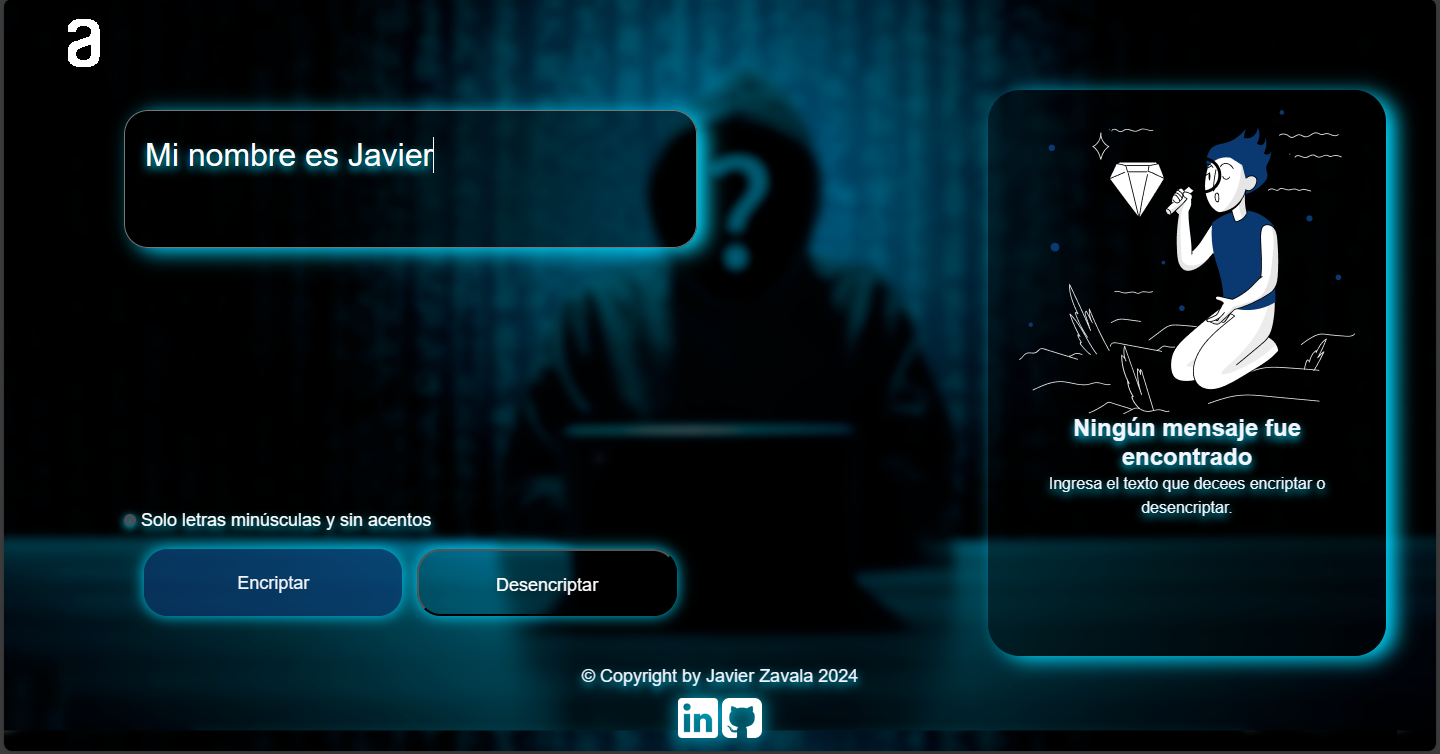 a
Mi nombre es Javier
?
Ningún mensaje fue
encontrado
Ingresa el texto que decees encriptar o
desencriptar.
Solo letras minúsculas y sin acentos
Encriptar
Desencriptar
© Copyright by Javier Zavala 2024
in